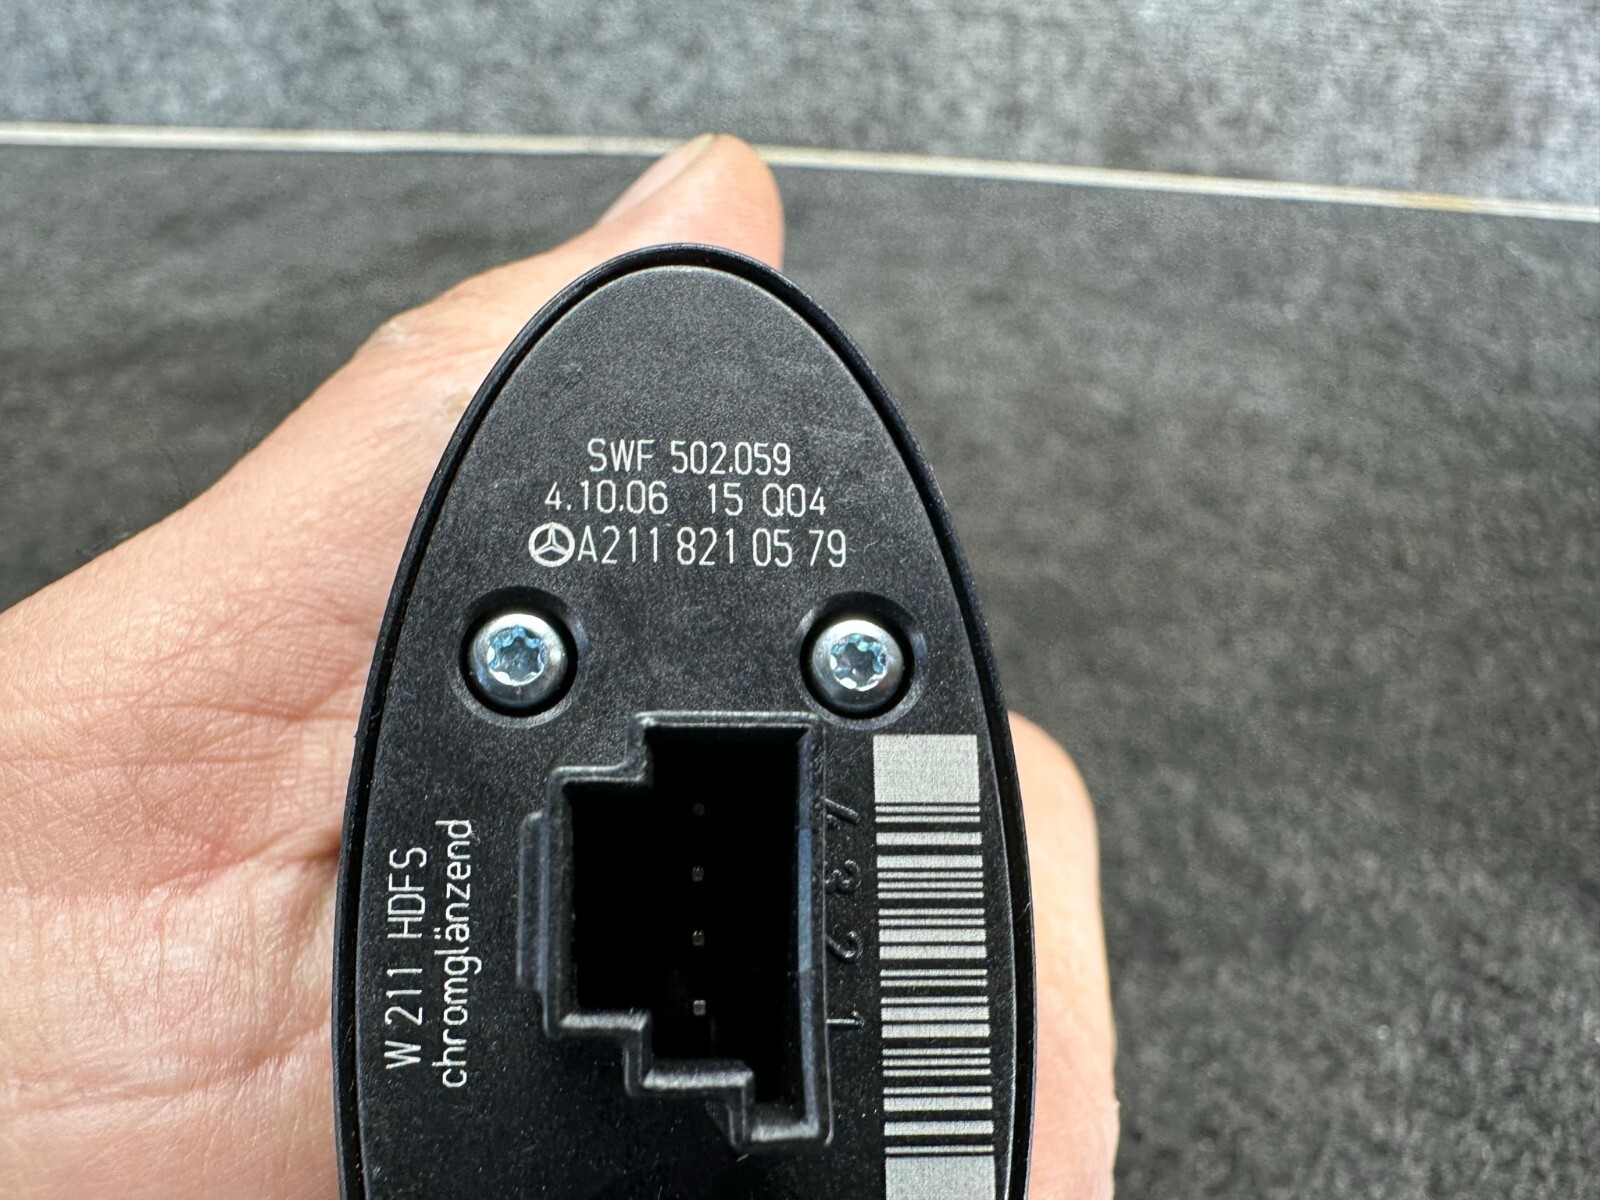 SWF 502.059
4.10.06 15 Q04
A211 821 05 79
W 211 HDFS
chromglänzend
4
3
2
1